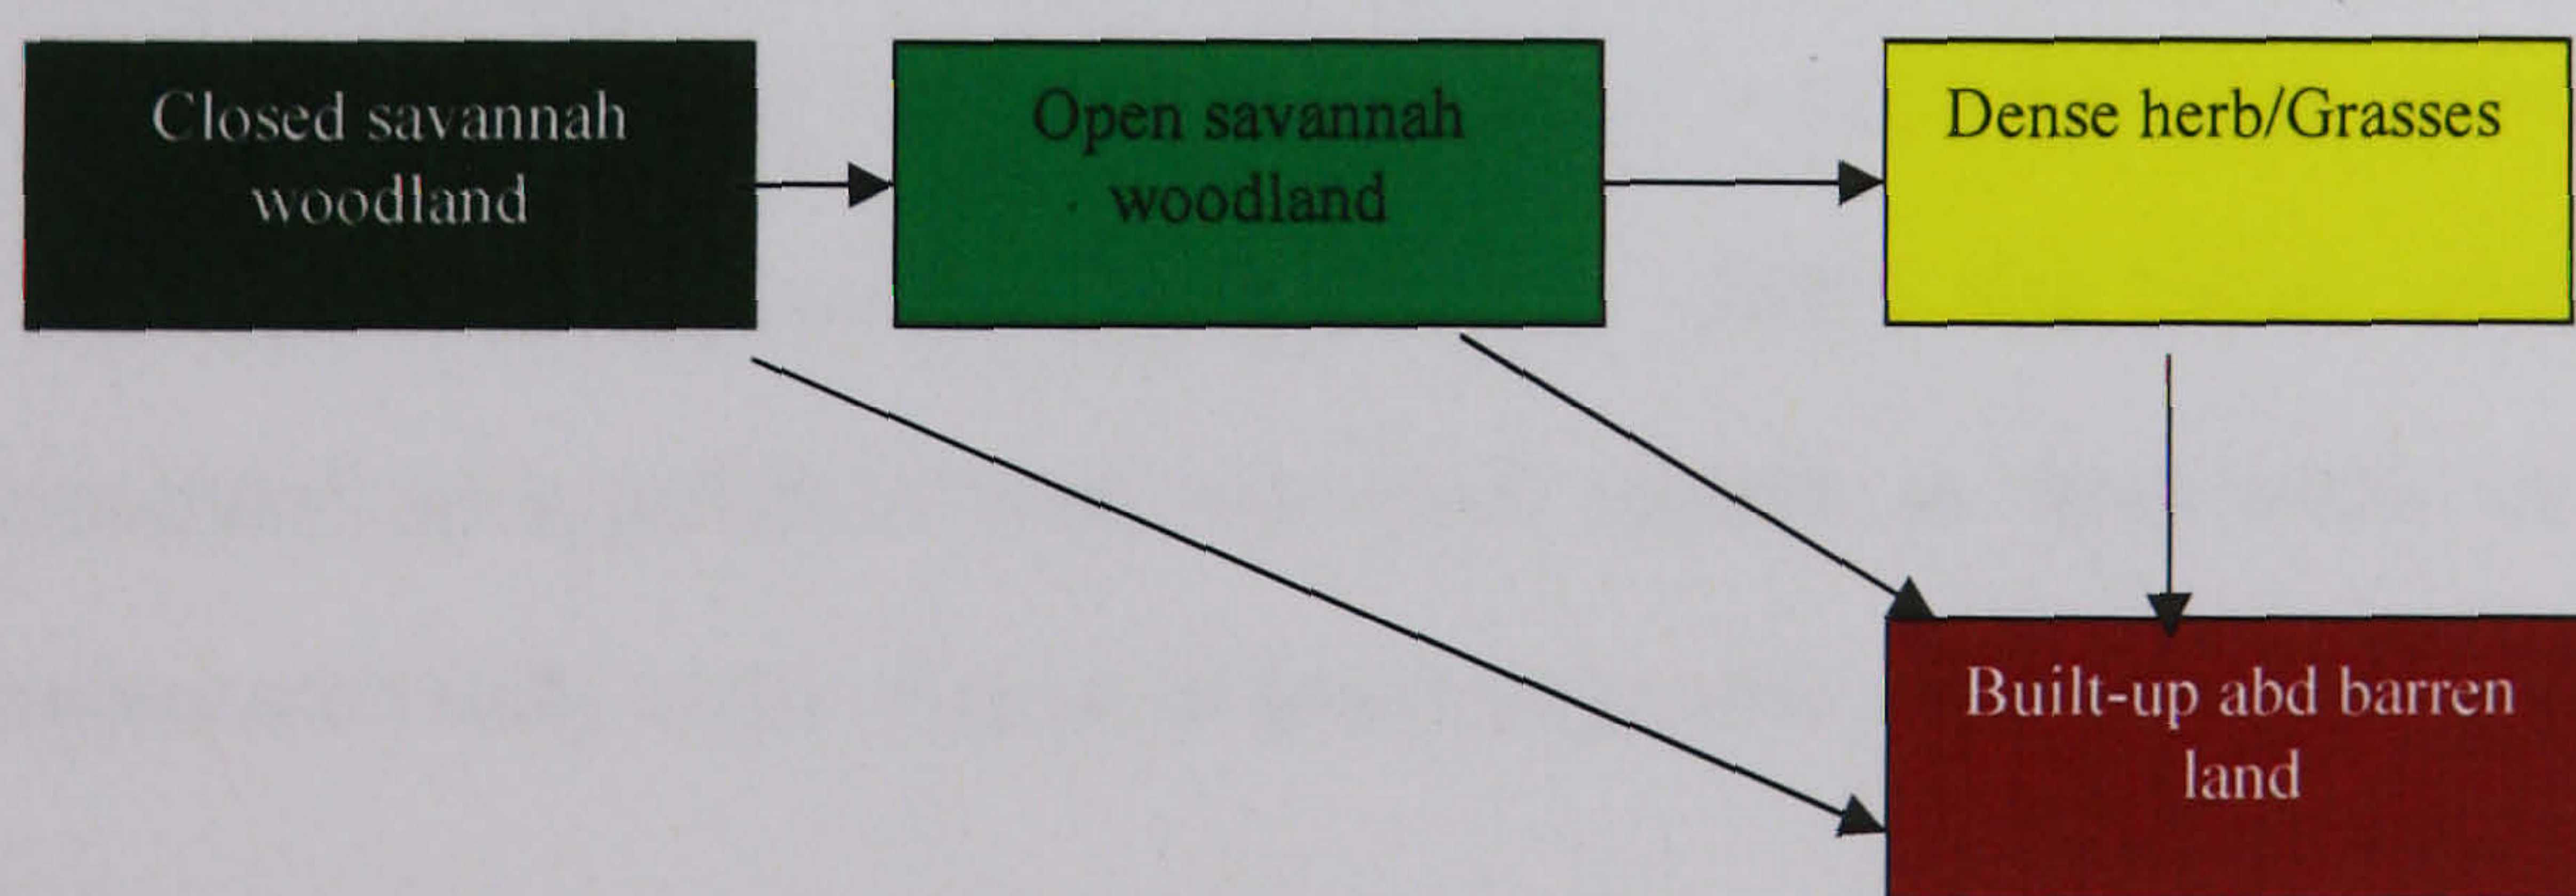 Closed savannah
woodland
Open savannah
woodland
Dense herb/Grasses
Built-up abd barren
land